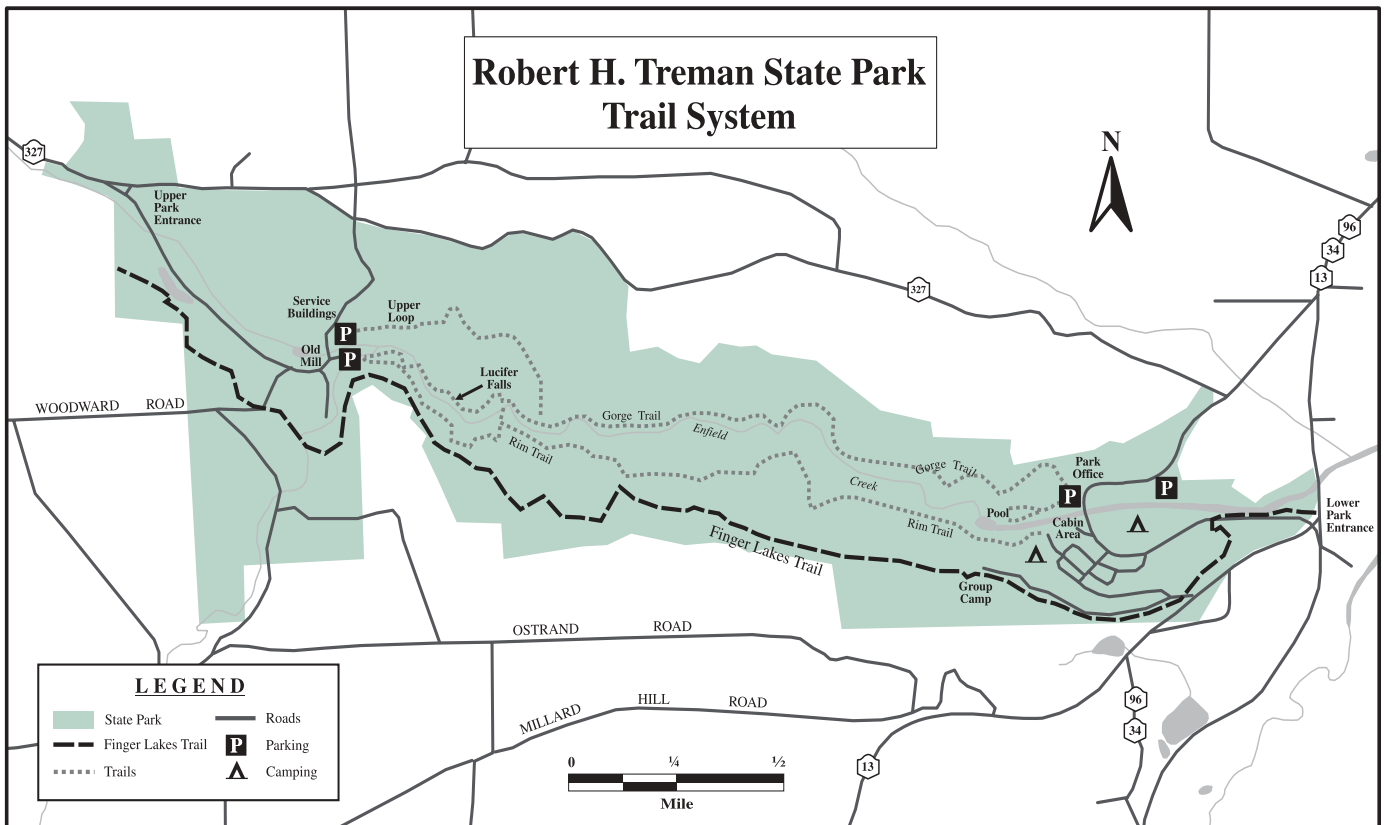 Robert H. Treman State Park
Trail System
N
327
Upper
Park
Entrance
96
34
13
327
Service
Buildings
Upper
Loop
P
Old
Mill
P
Lucifer
Falls
WOODWARD ROAD
Gorge Trail
Enfield
Rim Trail
Gorge Trail
Park
Office
Creek
P
P
Pool
Rim Trail
Cabin
Area
Lower
Park
Entrance
Finger Lakes Trail
Group
Camp
OSTRAND ROAD
MILLARD HILL ROAD
96
34
13
LEGEND
State Park
Roads
Finger Lakes Trail
P
Parking
Trails
Camping
0 ¼ ½
Mile